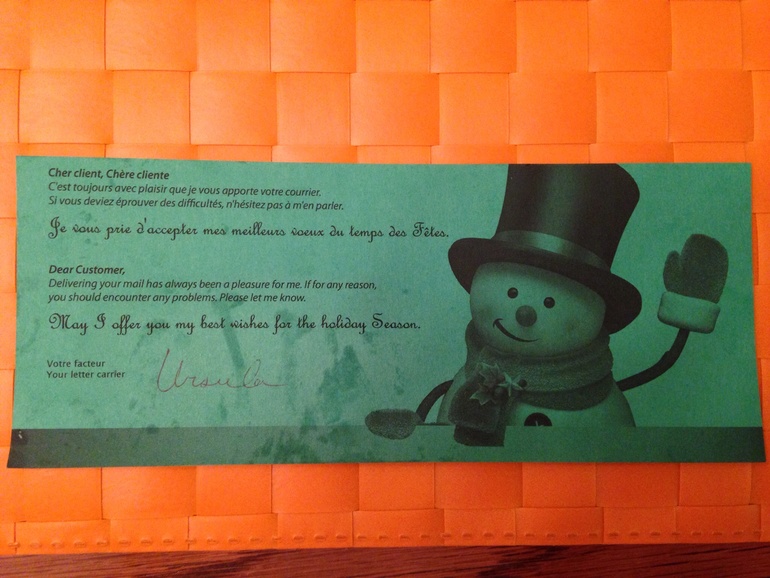 Cher client, Chère cliente
C'est toujours avec plaisir que je vous apporte votre courrier.
Si vous deviez éprouver des difficultés, n'hésitez pas à m'en parler.
Je vous prie d'accepter mes meilleurs voeux du temps des Fêtes.
Dear Customer,
Delivering your mail has always been a pleasure for me. If for any reason,
you should encounter any problems. Please let me know.
May I offer you my best wishes for the holiday Season.
Votre facteur
Your letter carrier
Ursula